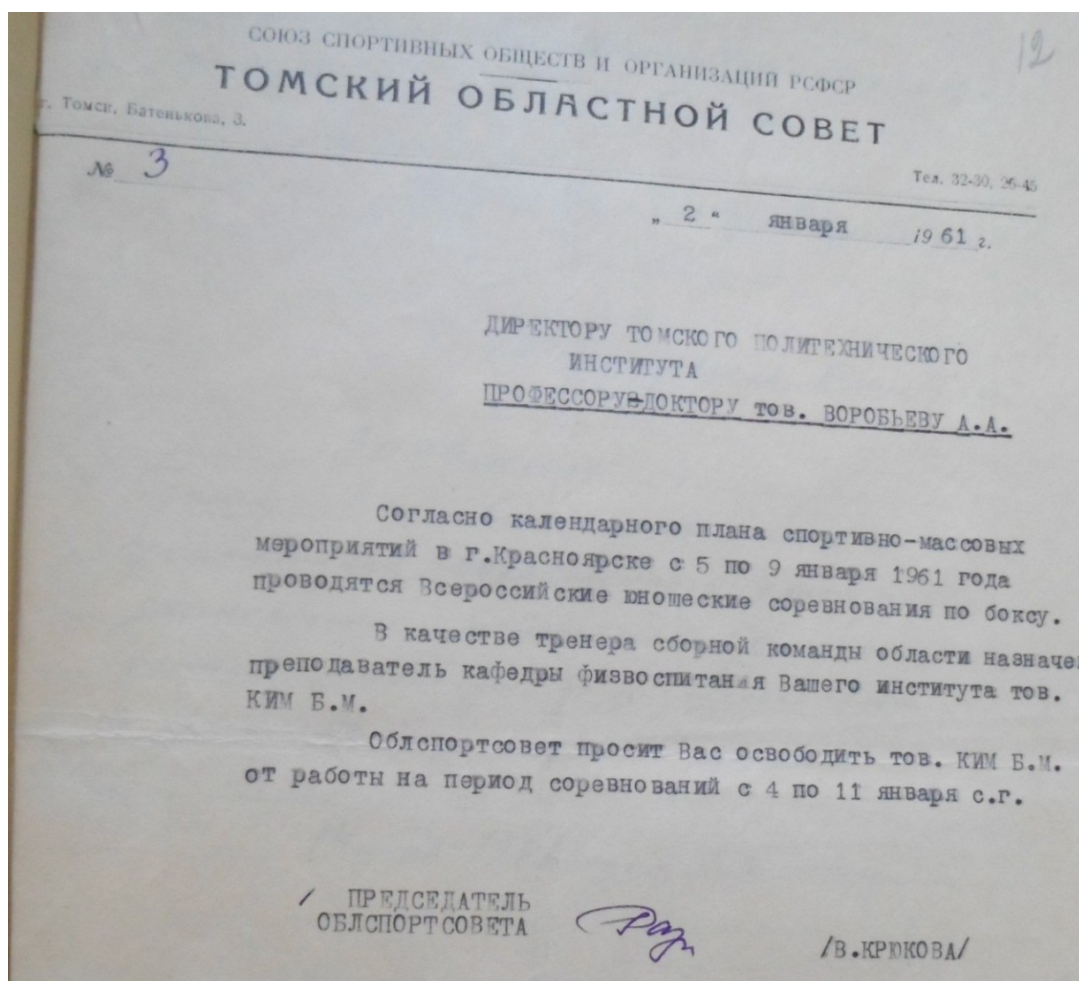 12
СОЮЗ СПОРТИВНЫХ ОБЩЕСТВ И ОРГАНИЗАЦИЙ РСФСР
ТОМСКИЙ ОБЛАСТНОЙ СОВЕТ
г. Томск, Батенькова, 3.
Тел. 32-30, 26-45
№ 3
„ 2 “ января 19 61 г.
ДИРЕКТОРУ ТОМСКОГО ПОЛИТЕХНИЧЕСКОГО
ИНСТИТУТА
ПРОФЕССОРУ-ДОКТОРУ тов. ВОРОБЬЕВУ А.А.
Согласно календарного плана спортивно-массовых
мероприятий в г.Красноярске с 5 по 9 января 1961 года
проводятся Всероссийские юношеские соревнования по боксу.
В качестве тренера сборной команды области назначе
преподаватель кафедры физвоспитания Вашего института тов.
КИМ Б.М.
Облспортсовет просит Вас освободить тов. КИМ Б.М.
от работы на период соревнований с 4 по 11 января с.г.
/ ПРЕДСЕДАТЕЛЬ
ОБЛСПОРТСОВЕТА
/В.КРЮКОВА/